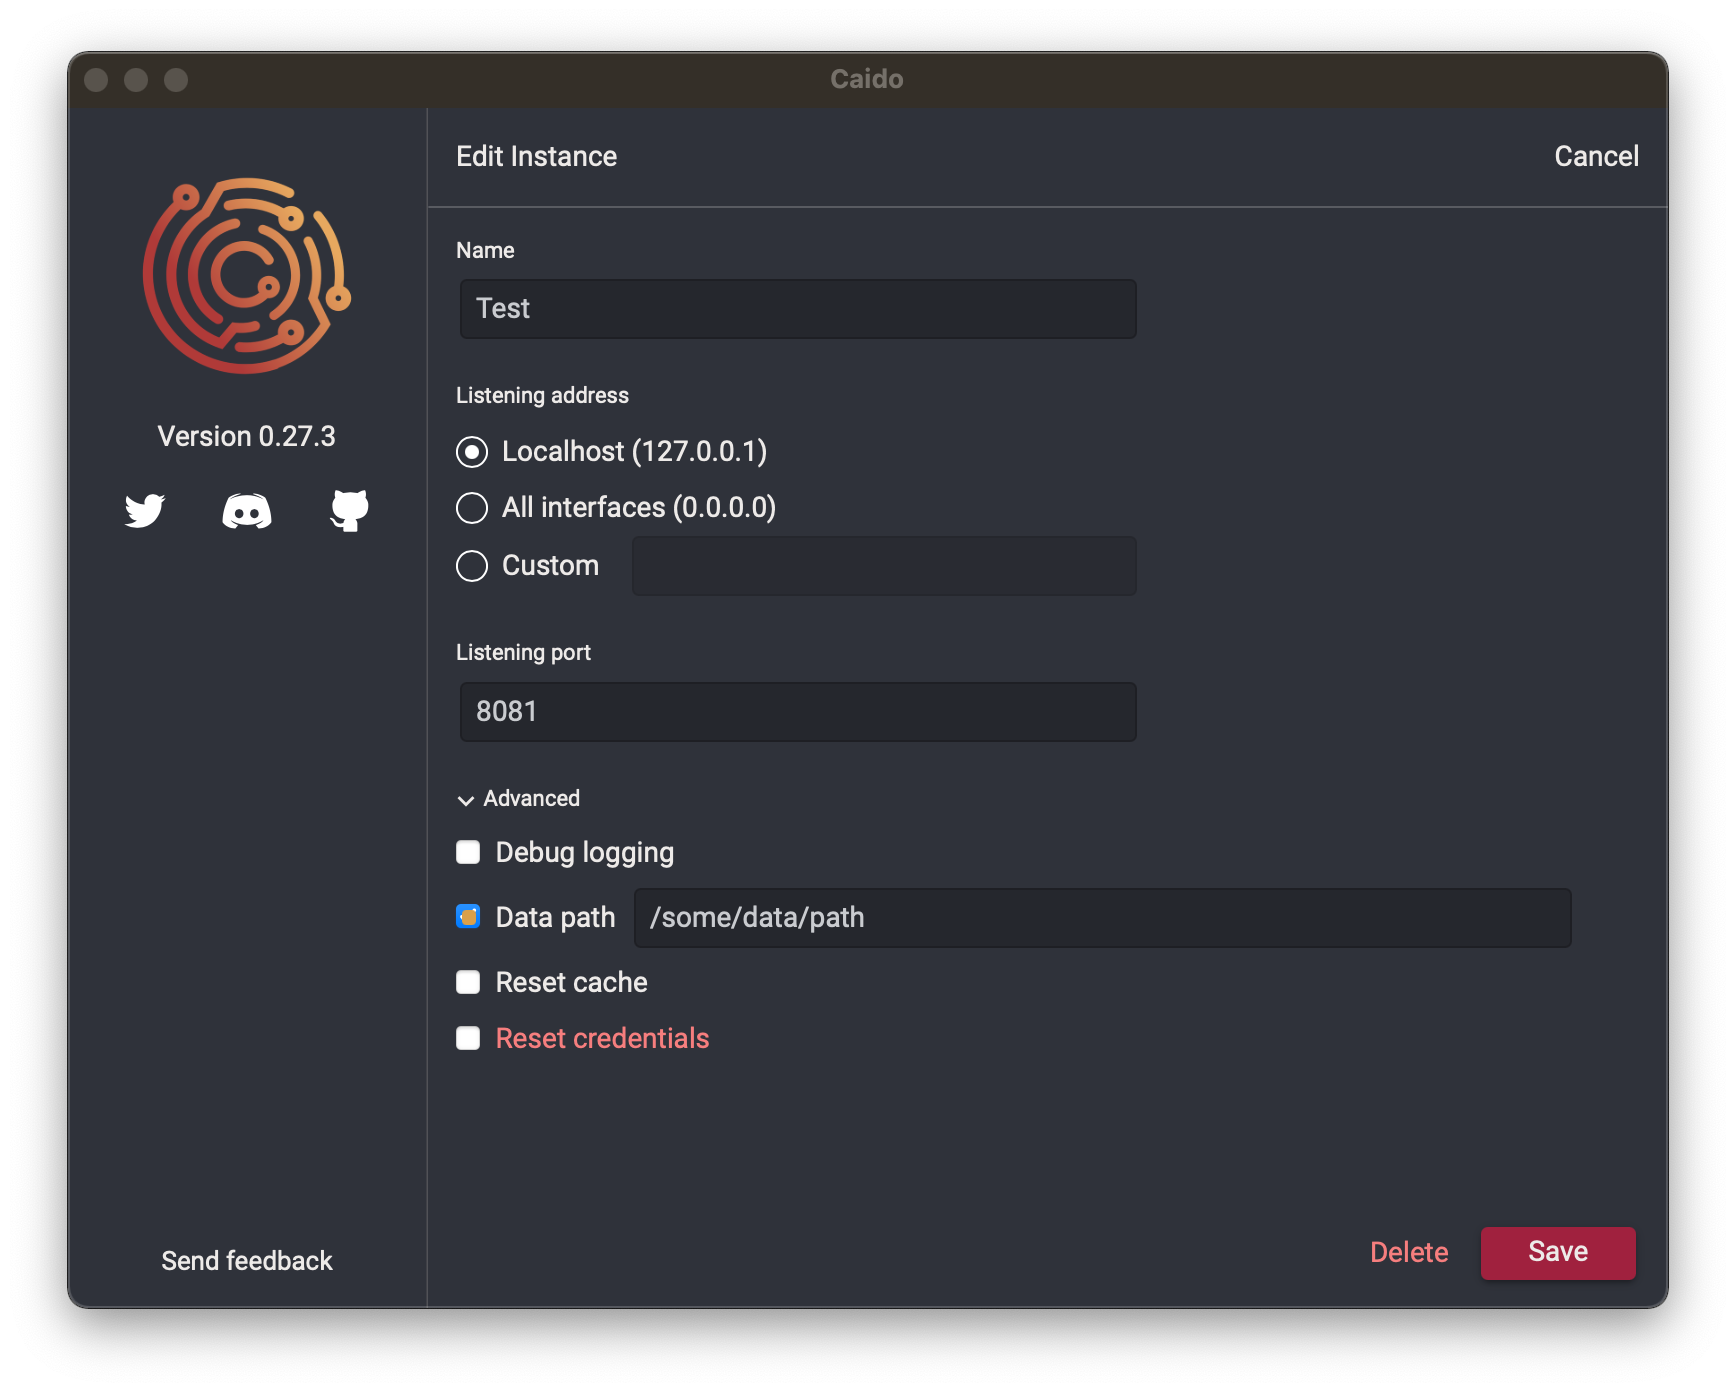 Caido
Version 0.27.3
Send feedback
Edit Instance
Cancel
Name
Test
Listening address
Localhost (127.0.0.1)
All interfaces (0.0.0.0)
Custom
Listening port
8081
Advanced
Debug logging
Data path /some/data/path
Reset cache
Reset credentials
Delete
Save